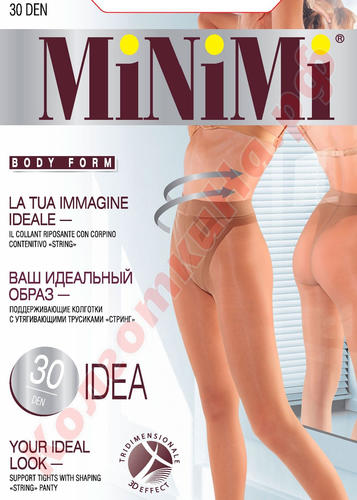 30 DEN
MiNiMi®
BODY FORM
LA TUA IMMAGINE
IDEALE —
IL COLLANT RIPOSANTE CON CORPINO
CONTENITIVO «STRING»
ВАШ ИДЕАЛЬНЫЙ
ОБРАЗ —
ПОДДЕРЖИВАЮЩИЕ КОЛГОТКИ
С УТЯГИВАЮЩИМИ ТРУСИКАМИ «СТРИНГ»
30
DEN
IDEA
YOUR IDEAL
LOOK —
SUPPORT TIGHTS WITH SHAPING
«STRING» PANTY
TRIDIMENSIONALE
3D EFFECT
Колготкина.рф